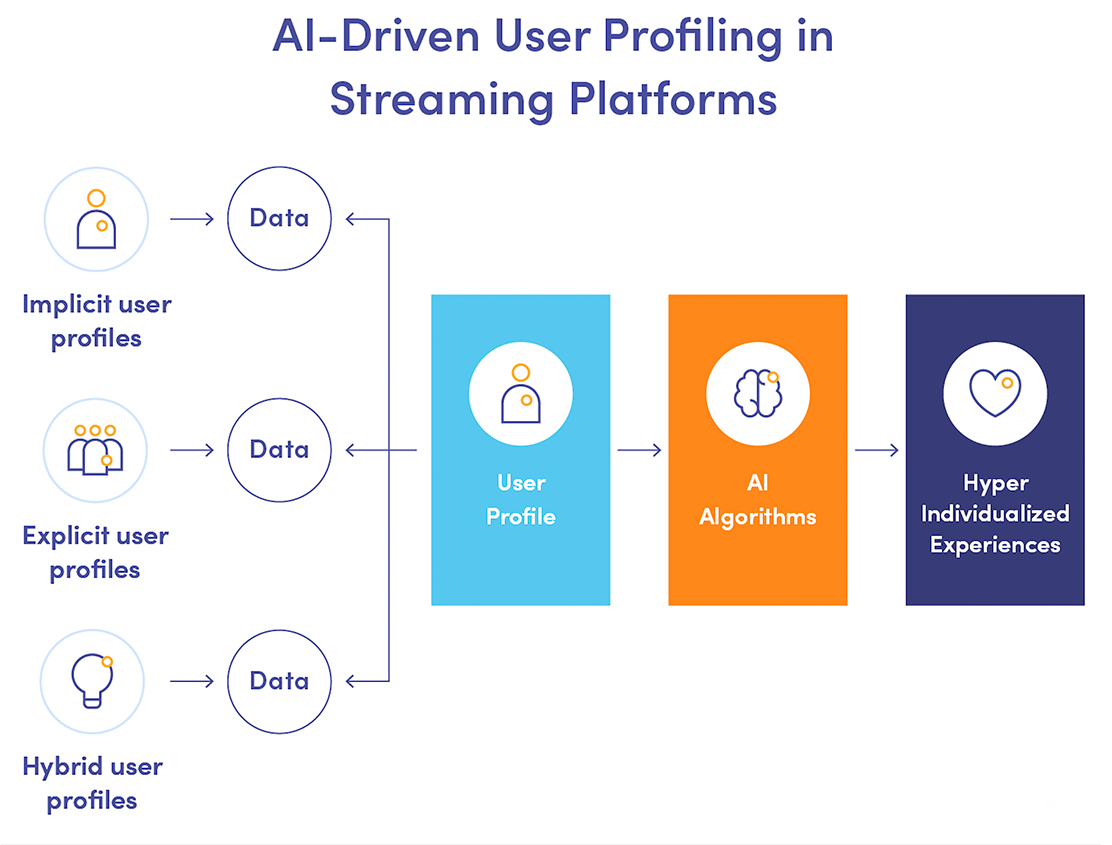 AI-Driven User Profiling in
Streaming Platforms
Data
Implicit user
profiles
Data
Explicit user
profiles
Data
Hybrid user
profiles
User
Profile
AI
Algorithms
Hyper
Individualized
Experiences